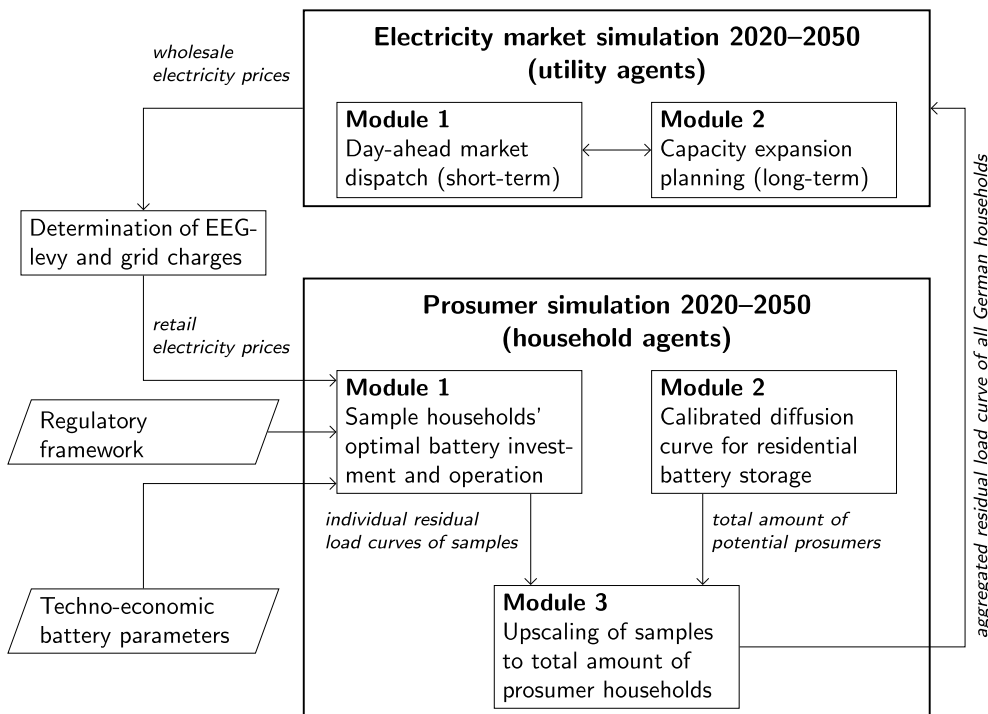 Electricity market simulation 2020–2050
(utility agents)
wholesale
electricity prices
Module 1
Day-ahead market
dispatch (short-term)
Module 2
Capacity expansion
planning (long-term)
Determination of EEG-
levy and grid charges
retail
electricity prices
Prosumer simulation 2020–2050
(household agents)
Module 1
Sample households’
optimal battery invest-
ment and operation
Module 2
Calibrated diffusion
curve for residential
battery storage
Regulatory
framework
individual residual
load curves of samples
total amount of
potential prosumers
Techno-economic
battery parameters
Module 3
Upscaling of samples
to total amount of
prosumer households
aggregated residual load curve of all German households